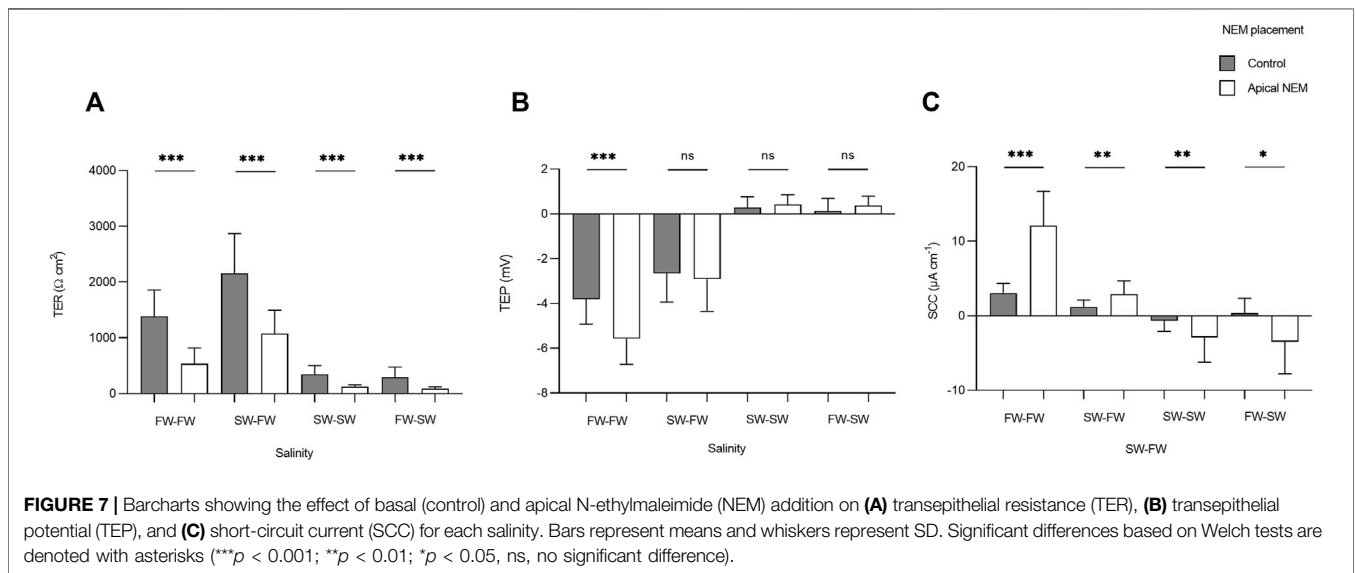 NEM placement
Control
Apical NEM
A
*** *** *** ***
TER (Ω cm²)
4000
3000
2000
1000
0
FW-FW SW-FW SW-SW FW-SW
Salinity
B
*** ns ns ns
TEP (mV)
2
0
-2
-4
-6
-8
FW-FW SW-FW SW-SW FW-SW
Salinity
C
*** ** ** *
SCC (µA cm⁻¹)
20
10
0
-10
FW-FW SW-FW SW-SW FW-SW
SW-FW
FIGURE 7 | Barcharts showing the effect of basal (control) and apical N-ethylmaleimide (NEM) addition on (A) transepithelial resistance (TER), (B) transepithelial
potential (TEP), and (C) short-circuit current (SCC) for each salinity. Bars represent means and whiskers represent SD. Significant differences based on Welch tests are
denoted with asterisks (***p < 0.001; **p < 0.01; *p < 0.05, ns, no significant difference).